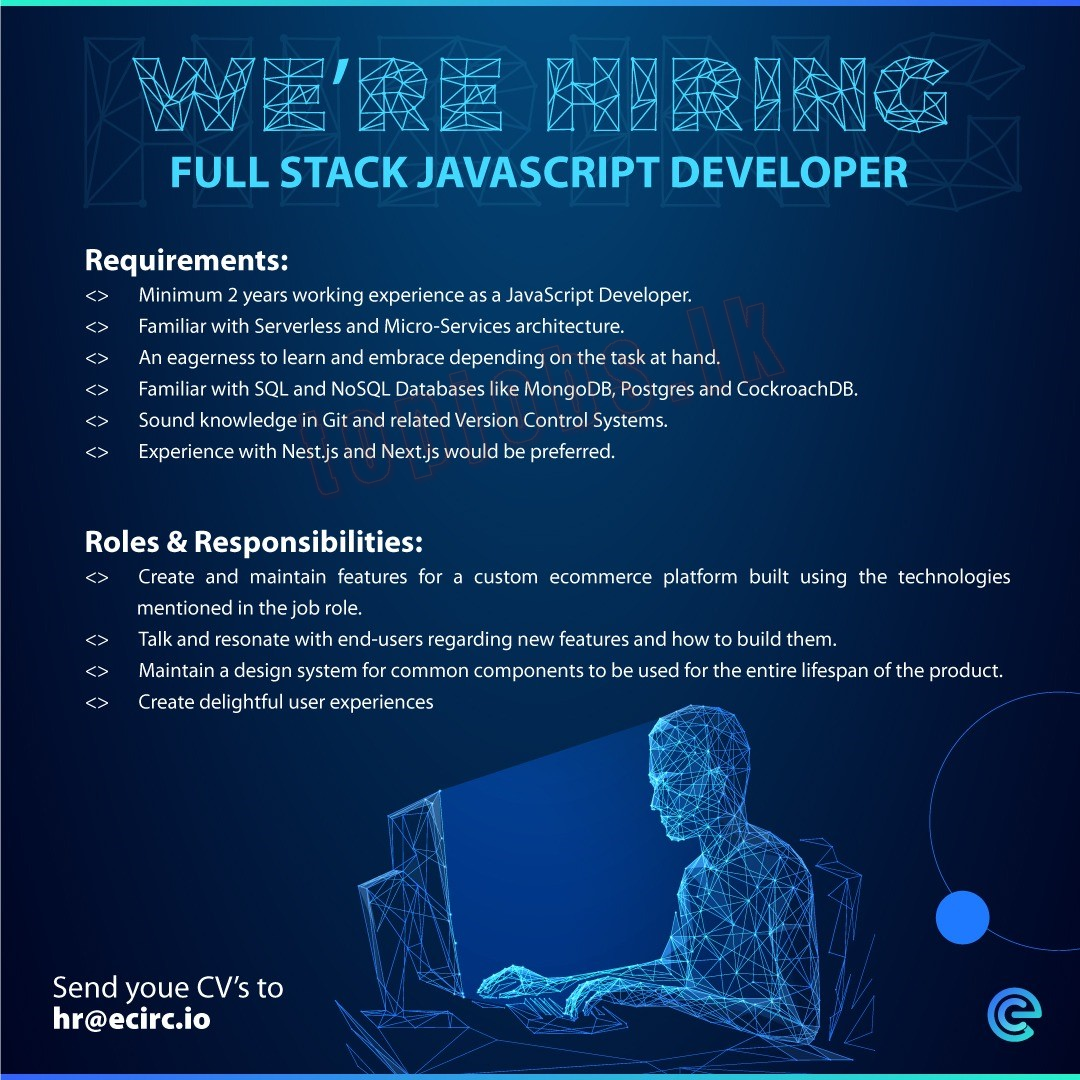 WE'RE HIRING
FULL STACK JAVASCRIPT DEVELOPER
Requirements:
<> Minimum 2 years working experience as a JavaScript Developer.
<> Familiar with Serverless and Micro-Services architecture.
<> An eagerness to learn and embrace depending on the task at hand.
<> Familiar with SQL and NoSQL Databases like MongoDB, Postgres and CockroachDB.
<> Sound knowledge in Git and related Version Control Systems.
<> Experience with Nest.js and Next.js would be preferred.
topjobs.lk
Roles & Responsibilities:
<> Create and maintain features for a custom ecommerce platform built using the technologies
mentioned in the job role.
<> Talk and resonate with end-users regarding new features and how to build them.
<> Maintain a design system for common components to be used for the entire lifespan of the product.
<> Create delightful user experiences
Send youe CV's to
hr@ecirc.io